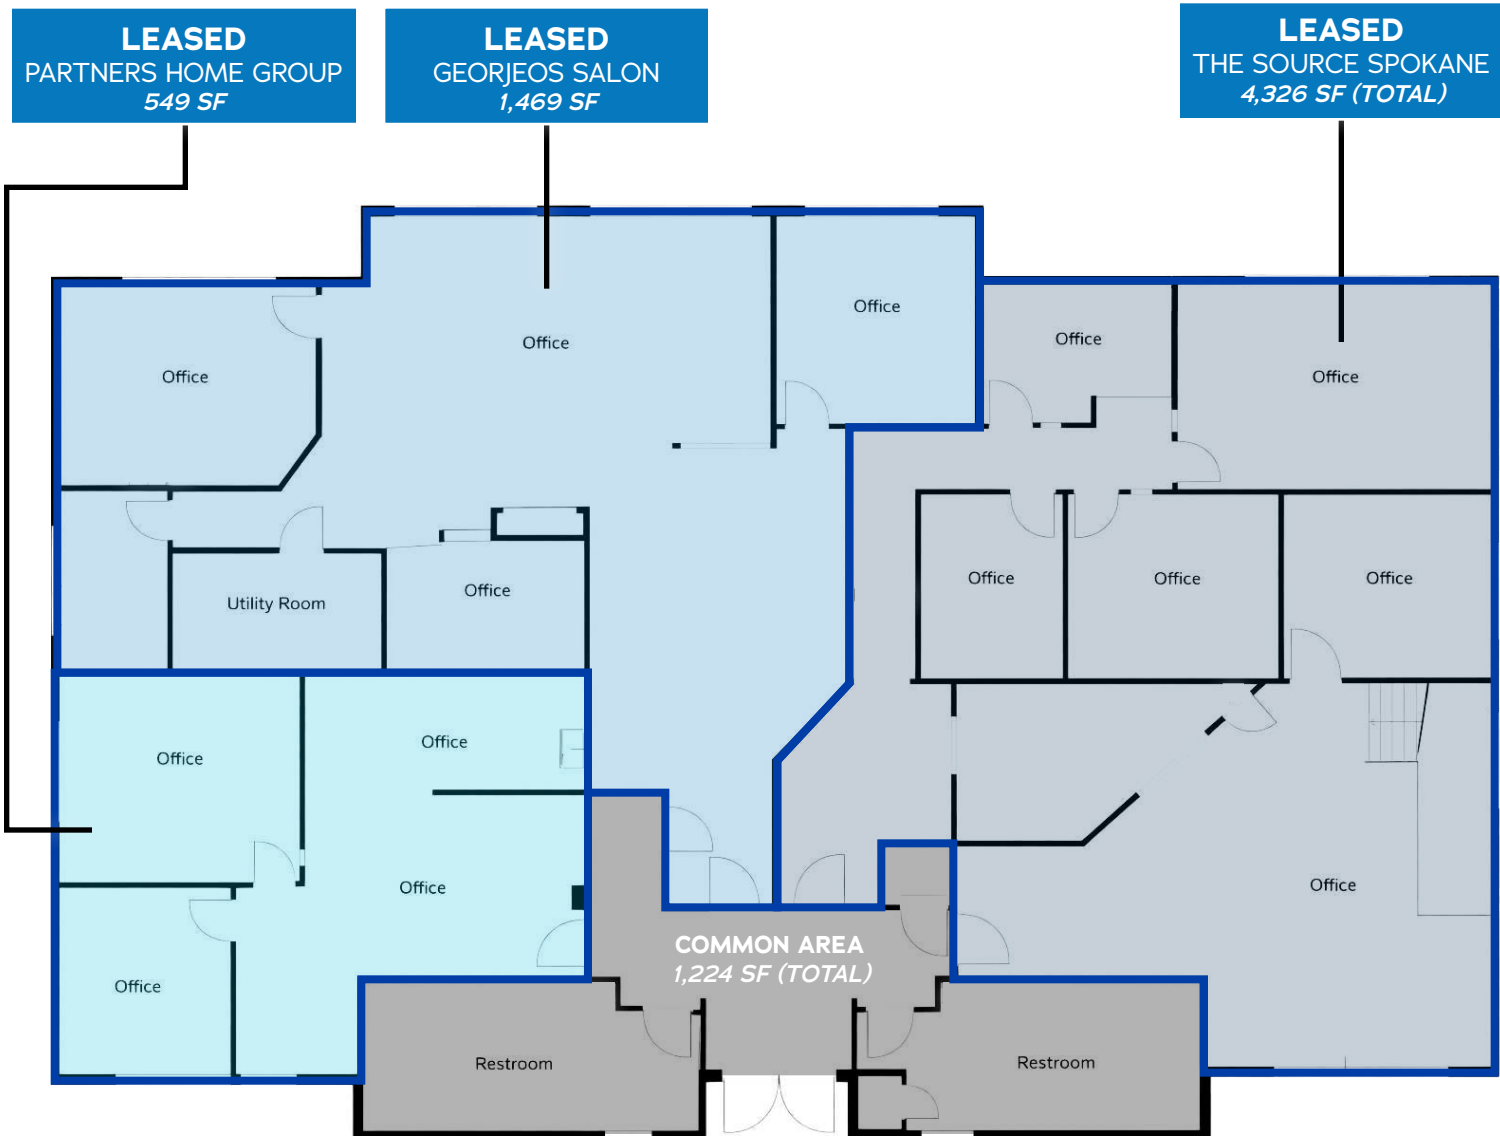 LEASED
PARTNERS HOME GROUP
549 SF
LEASED
GEORJEOS SALON
1,469 SF
LEASED
THE SOURCE SPOKANE
4,326 SF (TOTAL)
Office
Office
Office
Office
Office
Office
Office
Office
Office
Utility Room
Office
Office
Office
Office
Office
COMMON AREA
1,224 SF (TOTAL)
Office
Restroom
Restroom